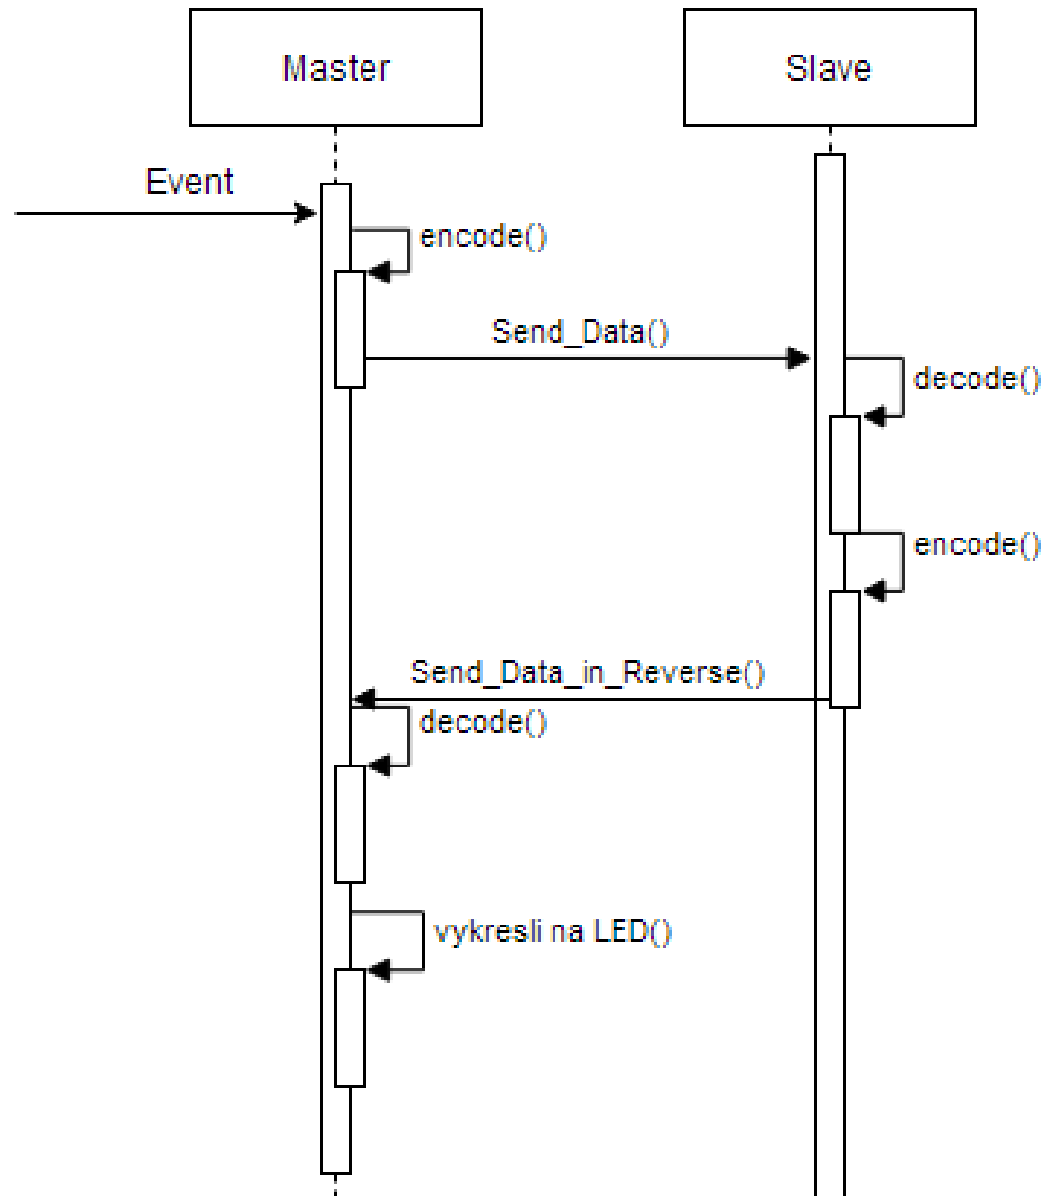 Master
Slave
Event
encode()
Send_Data()
decode()
encode()
Send_Data_in_Reverse()
decode()
vykresli na LED()